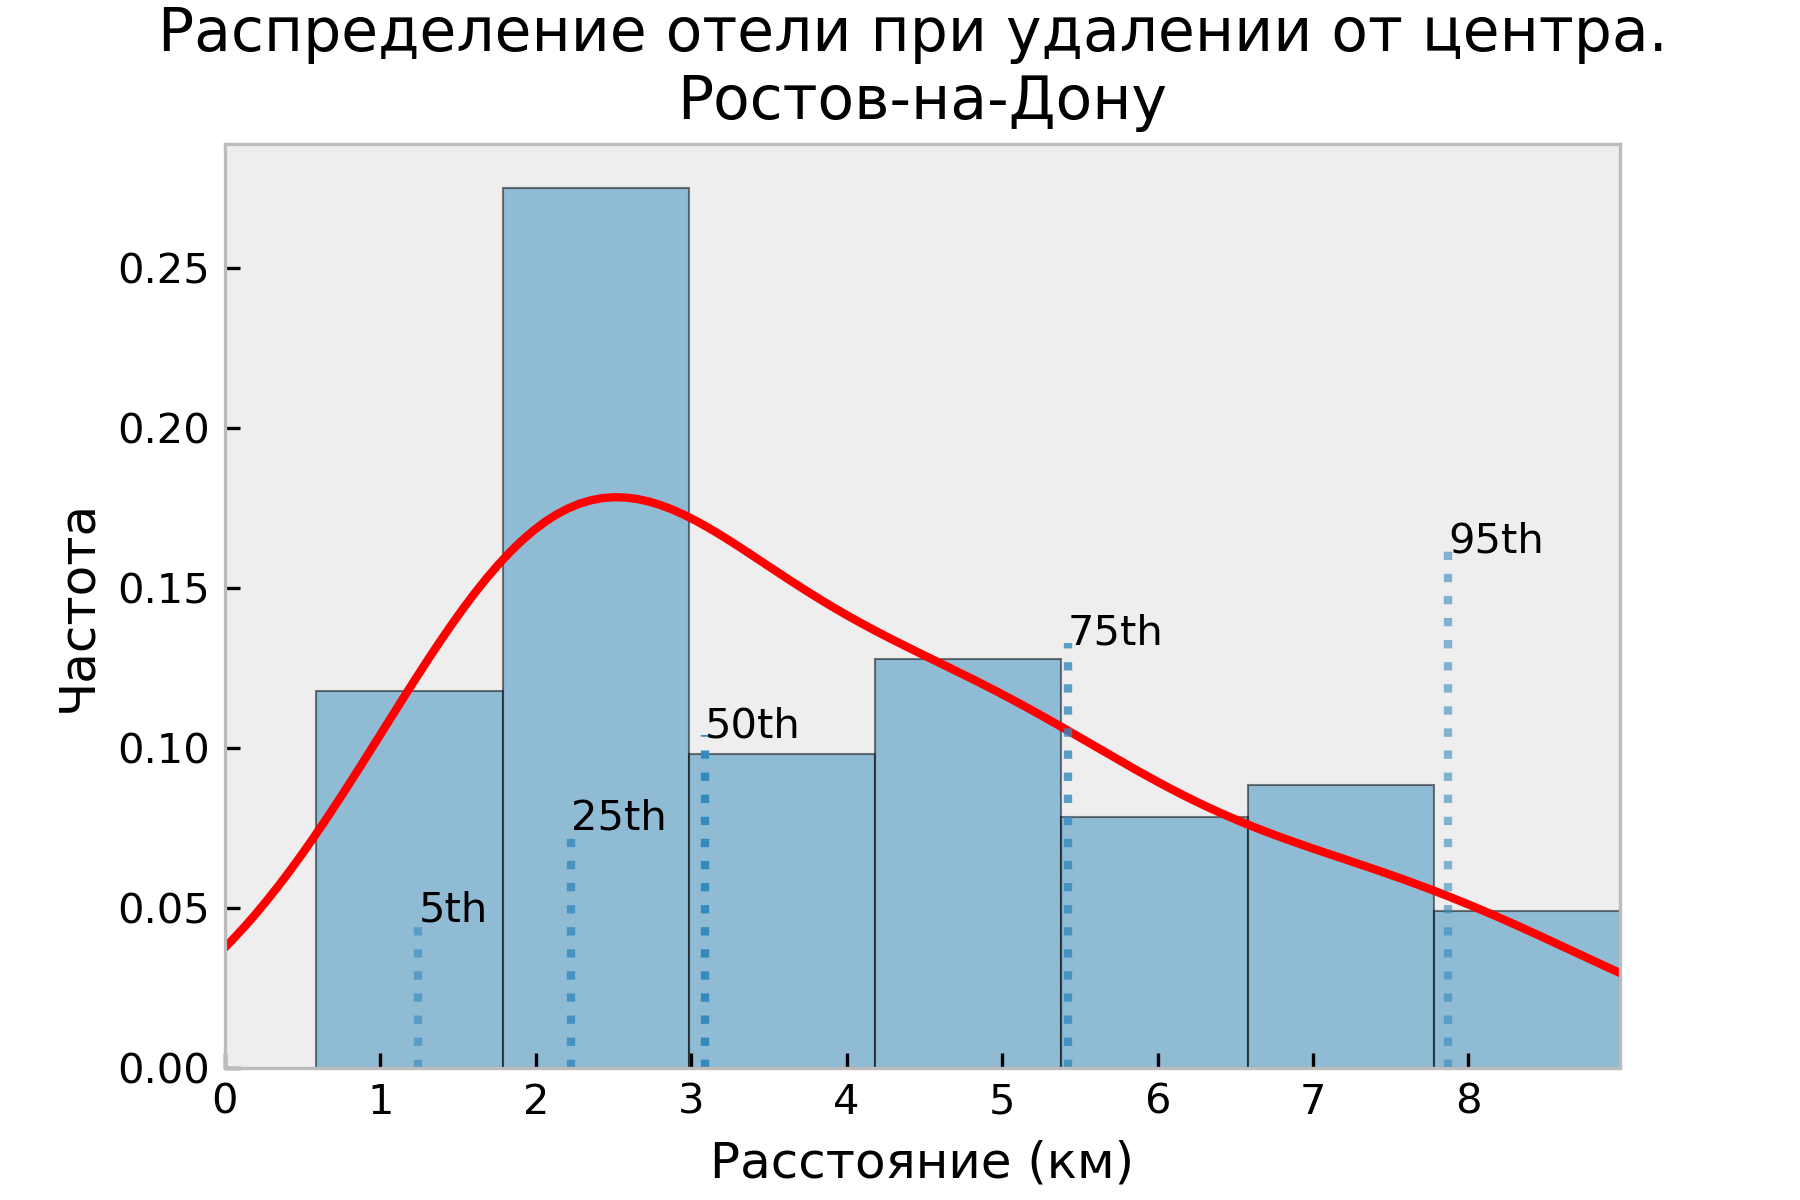 Распределение отели при удалении от центра.
Ростов-на-Дону
Частота
0.25
0.20
0.15
0.10
0.05
0.00
5th
25th
50th
75th
95th
0 1 2 3 4 5 6 7 8
Расстояние (км)